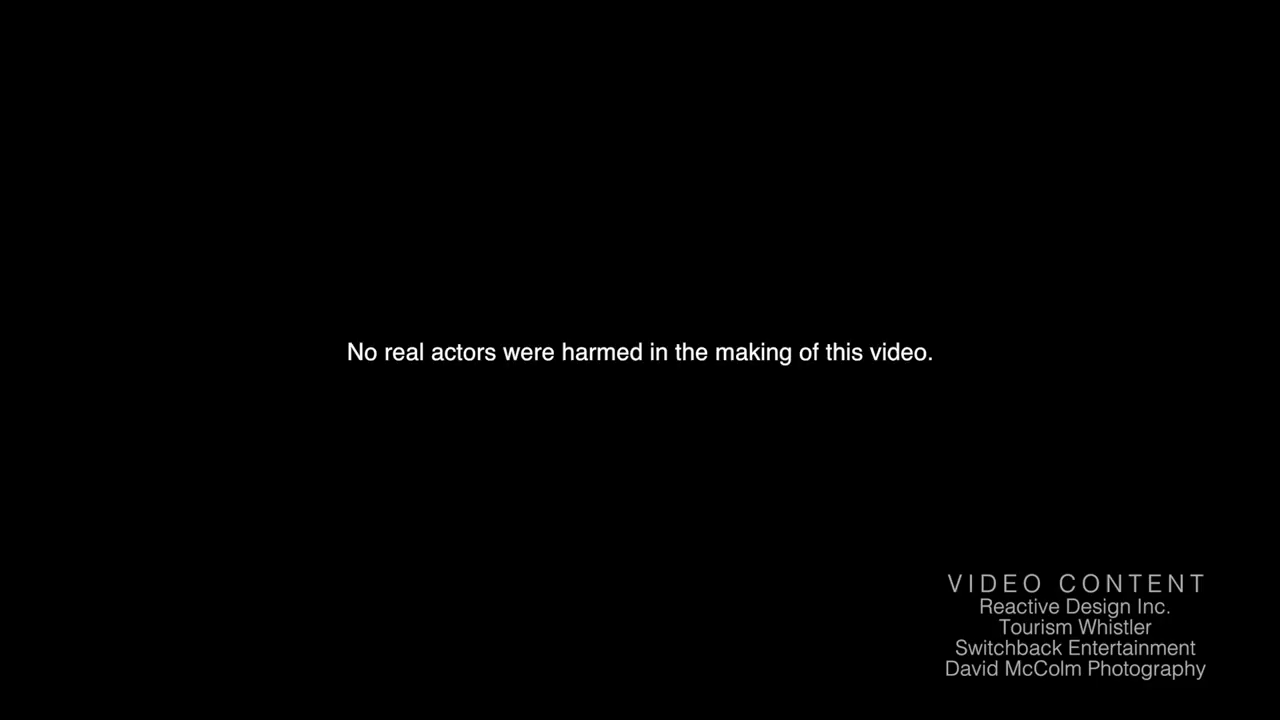 No real actors were harmed in the making of this video.
VIDEO CONTENT
Reactive Design Inc.
Tourism Whistler
Switchback Entertainment
David McColm Photography